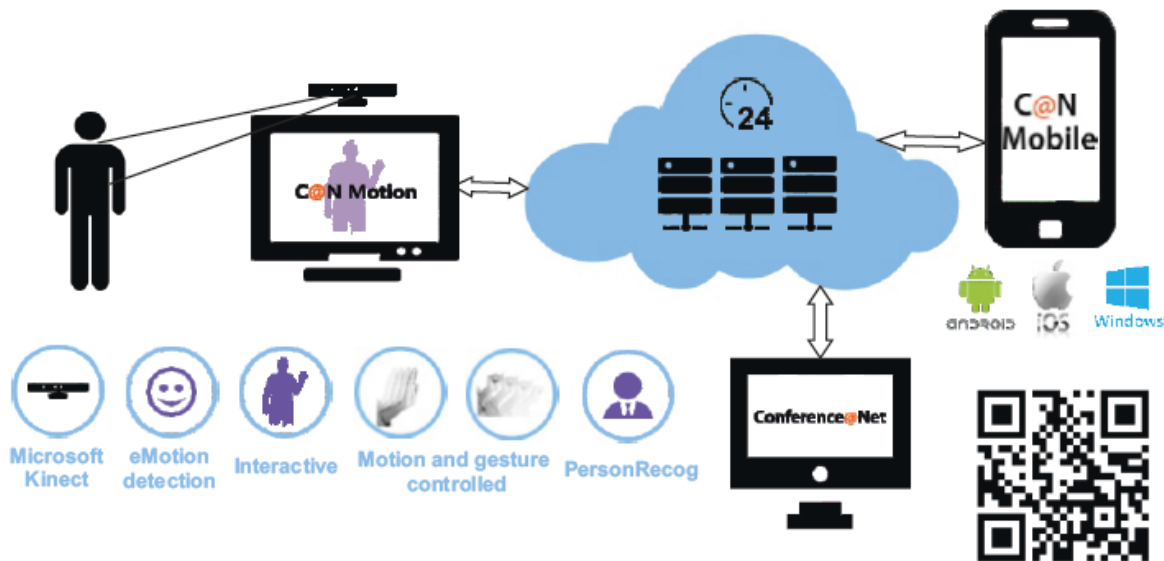 24
C@N
Mobile
C@N Motion
ANDROID
iOS
Windows
Conference@Net
Microsoft
Kinect
eMotion
detection
Interactive
Motion and gesture
controlled
PersonRecog